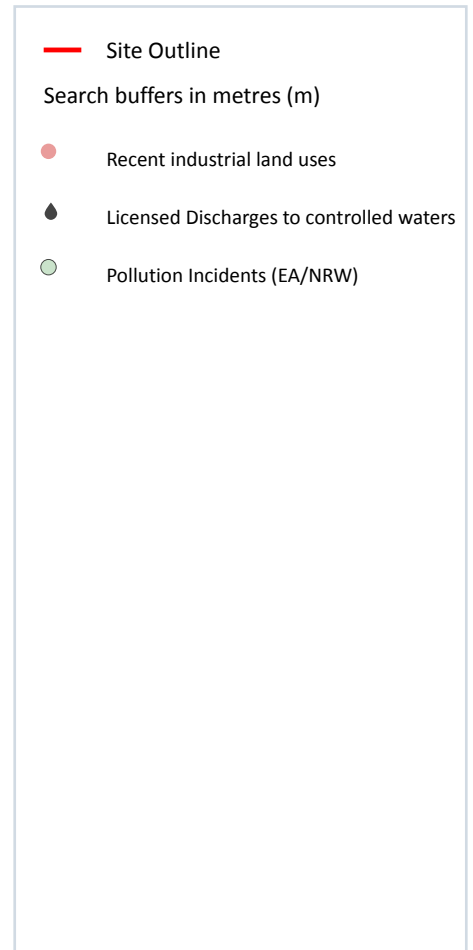 Site Outline
Search buffers in metres (m)
Recent industrial land uses
Licensed Discharges to controlled waters
Pollution Incidents (EA/NRW)